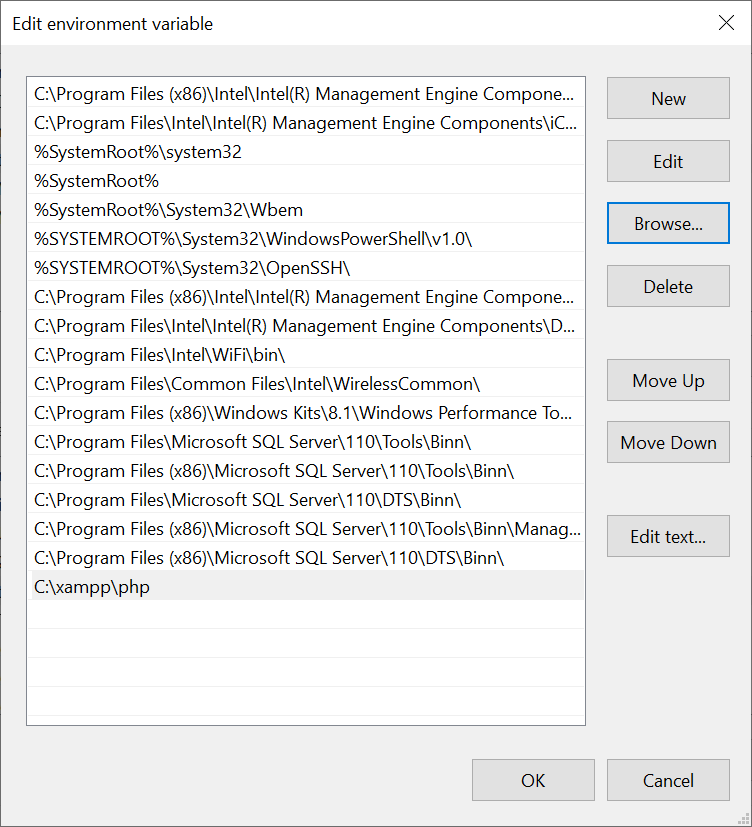 Edit environment variable
C:\Program Files (x86)\Intel\Intel(R) Management Engine Compone...
C:\Program Files\Intel\Intel(R) Management Engine Components\iC...
%SystemRoot%\system32
%SystemRoot%
%SystemRoot%\System32\Wbem
%SYSTEMROOT%\System32\WindowsPowerShell\v1.0\
%SYSTEMROOT%\System32\OpenSSH\
C:\Program Files (x86)\Intel\Intel(R) Management Engine Compone...
C:\Program Files\Intel\Intel(R) Management Engine Components\D...
C:\Program Files\Intel\WiFi\bin\
C:\Program Files\Common Files\Intel\WirelessCommon\
C:\Program Files (x86)\Windows Kits\8.1\Windows Performance To...
C:\Program Files\Microsoft SQL Server\110\Tools\Binn\
C:\Program Files (x86)\Microsoft SQL Server\110\Tools\Binn\
C:\Program Files\Microsoft SQL Server\110\DTS\Binn\
C:\Program Files (x86)\Microsoft SQL Server\110\Tools\Binn\Manag...
C:\Program Files (x86)\Microsoft SQL Server\110\DTS\Binn\
C:\xampp\php
New
Edit
Browse...
Delete
Move Up
Move Down
Edit text...
OK
Cancel